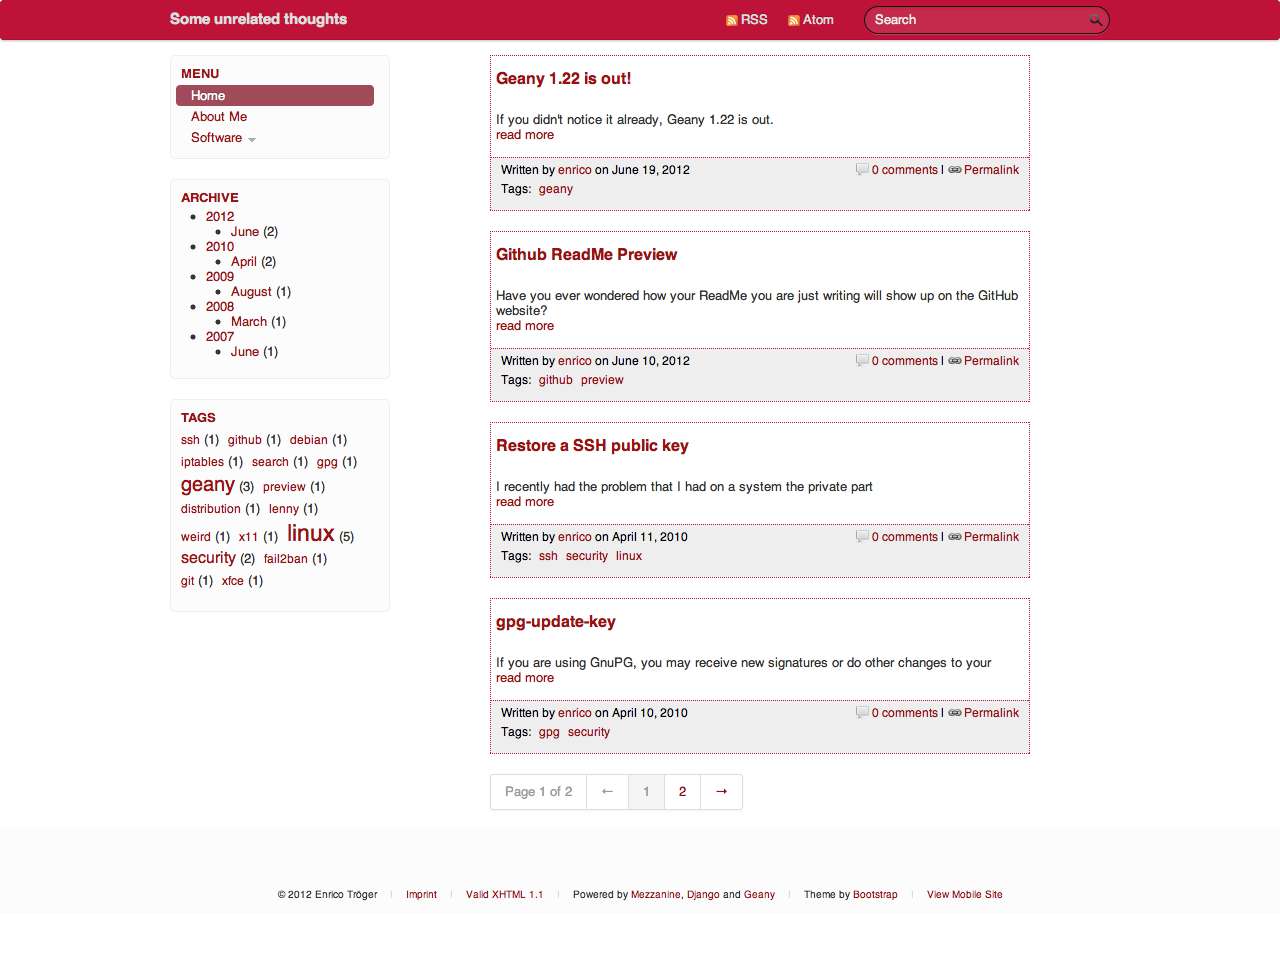 Some unrelated thoughts
RSS
Atom
Search
MENU
Home
About Me
Software
ARCHIVE
2012
June (2)
2010
April (2)
2009
August (1)
2008
March (1)
2007
June (1)
TAGS
ssh (1) github (1) debian (1)
iptables (1) search (1) gpg (1)
geany (3) preview (1)
distribution (1) lenny (1)
weird (1) x11 (1) linux (5)
security (2) fail2ban (1)
git (1) xfce (1)
Geany 1.22 is out!
If you didn't notice it already, Geany 1.22 is out.
read more
Written by enrico on June 19, 2012
0 comments | Permalink
Tags: geany
Github ReadMe Preview
Have you ever wondered how your ReadMe you are just writing will show up on the GitHub
website?
read more
Written by enrico on June 10, 2012
0 comments | Permalink
Tags: github preview
Restore a SSH public key
I recently had the problem that I had on a system the private part
read more
Written by enrico on April 11, 2010
0 comments | Permalink
Tags: ssh security linux
gpg-update-key
If you are using GnuPG, you may receive new signatures or do other changes to your
read more
Written by enrico on April 10, 2010
0 comments | Permalink
Tags: gpg security
Page 1 of 2 ← 1 2 →
© 2012 Enrico Tröger | Imprint | Valid XHTML 1.1 | Powered by Mezzanine, Django and Geany | Theme by Bootstrap | View Mobile Site